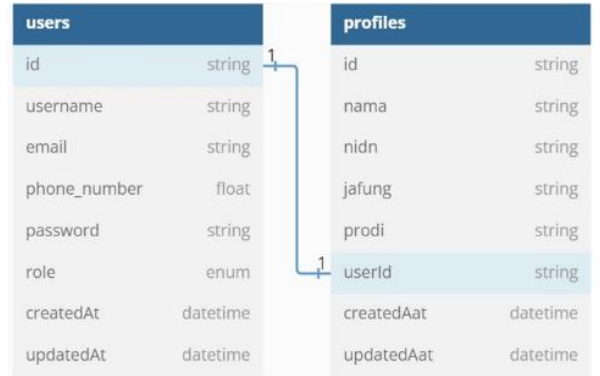 users
id string
username string
email string
phone_number float
password string
role enum
createdAt datetime
updatedAt datetime
1
1
profiles
id string
nama string
nidn string
jafung string
prodi string
userId string
createdAat datetime
updatedAat datetime